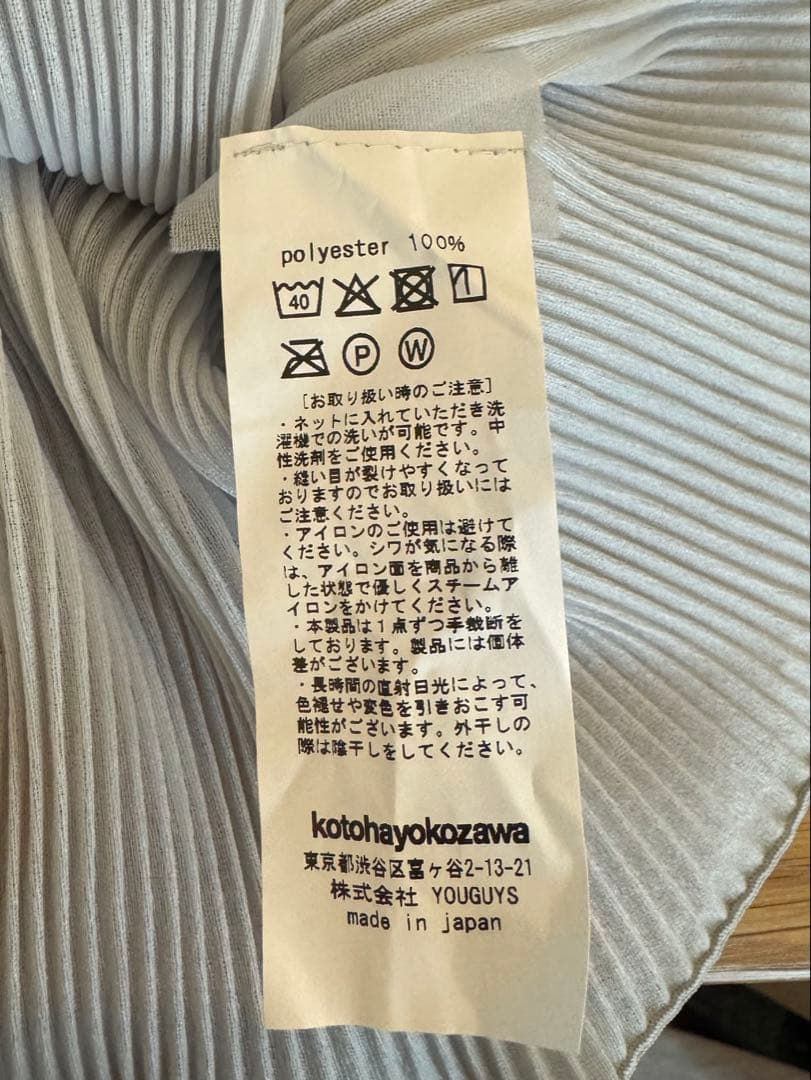 polyester 100%
40
P W
[お取り扱い時のご注意]
・ネットに入れていただき洗
濯機での洗いが可能です。中
性洗剤をご使用ください。
・縫い目が裂けやすくなって
おりますのでお取り扱いには
ご注意ください。
・アイロンのご使用は避けて
ください。シワが気になる際
は、アイロン面を商品から離
した状態で優しくスチームア
イロンをかけてください。
・本製品は１点ずつ手裁断を
しております。製品には個体
差がございます。
・長時間の直射日光によって、
色褪せや変色を引きおこす可
能性がございます。外干しの
際は陰干しをしてください。
kotohayokozawa
東京都渋谷区富ヶ谷2-13-21
株式会社 YOUGUYS
made in japan